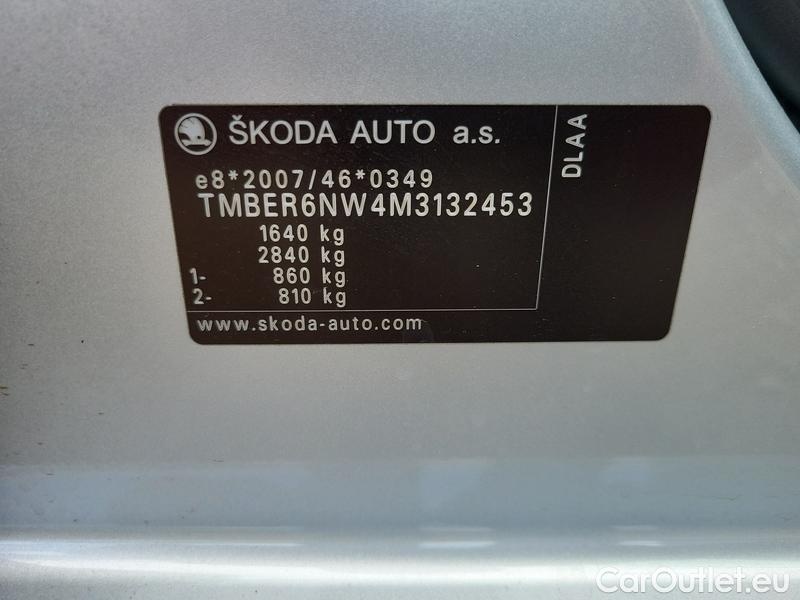 ŠKODA AUTO a.s.
DLAA
e8*2007/46*0349
TMBER6NW4M3132453
1640 kg
2840 kg
1- 860 kg
2- 810 kg
www.skoda-auto.com
CarOutlet.eu